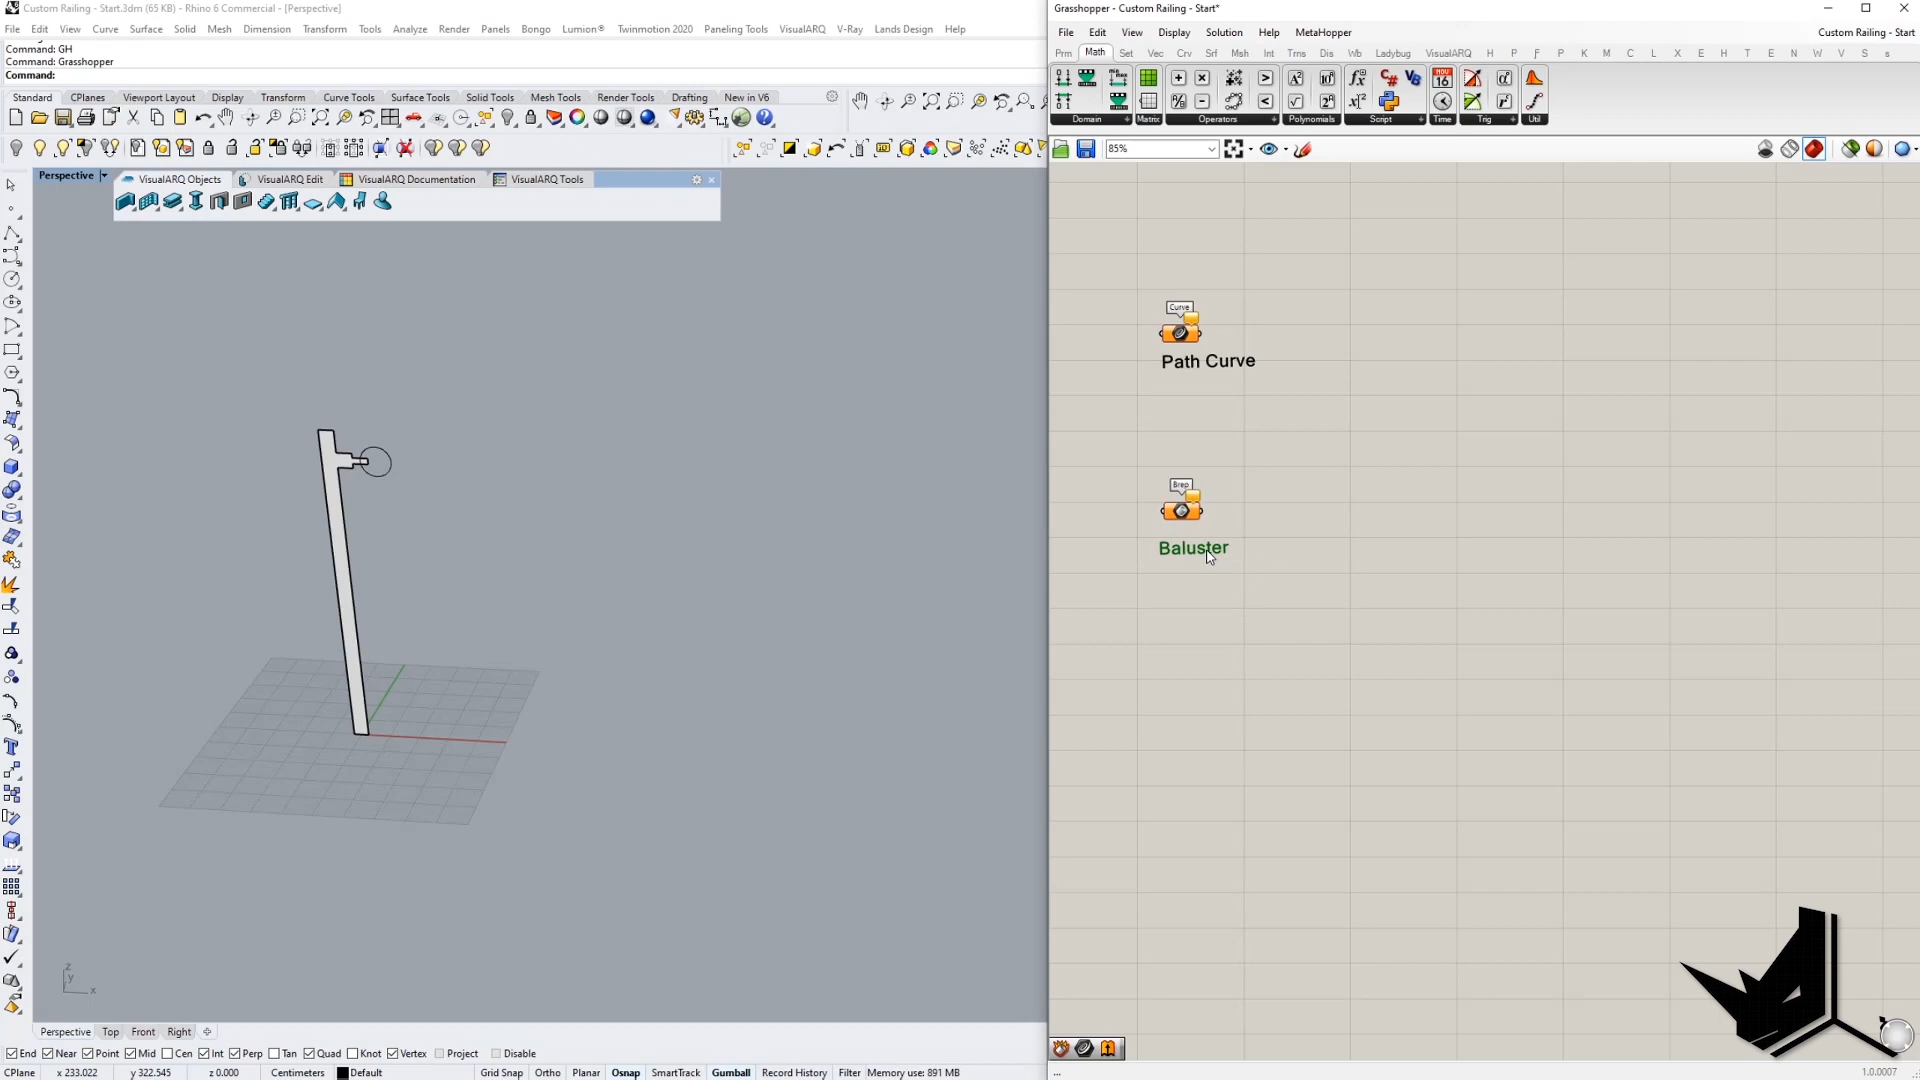 Custom Railing - Start.3dm (65 KB) - Rhino 6 Commercial - [Perspective]
File Edit View Curve Surface Solid Mesh Dimension Transform Tools Analyze Render Panels Bongo Lumion® Twinmotion 2020 Paneling Tools VisualARQ V-Ray Lands Design Help
Command: GH
Command: Grasshopper
Command:
Standard CPlanes Viewport Layout Display Transform Curve Tools Surface Tools Solid Tools Mesh Tools Render Tools Drafting New in V6
Perspective
VisualARQ Objects VisualARQ Edit VisualARQ Documentation VisualARQ Tools
z
y
x
Perspective Top Front Right
End Near Point Mid Cen Int Perp Tan Quad Knot Vertex Project Disable
CPlane x 233.022 y 322.545 z 0.000 Centimeters Default Grid Snap Ortho Planar Osnap SmartTrack Gumball Record History Filter Memory use: 891 MB
Grasshopper - Custom Railing - Start*
File Edit View Display Solution Help MetaHopper Custom Railing - Start
Prm Math Set Vec Crv Srf Msh Int Trns Dis Wb Ladybug VisualARQ H P F P K M C L X E H T E N W V S s
Domain Matrix Operators Polynomials Script Time Trig Util
85%
Curve
Path Curve
Brep
Baluster
...
1.0.0007